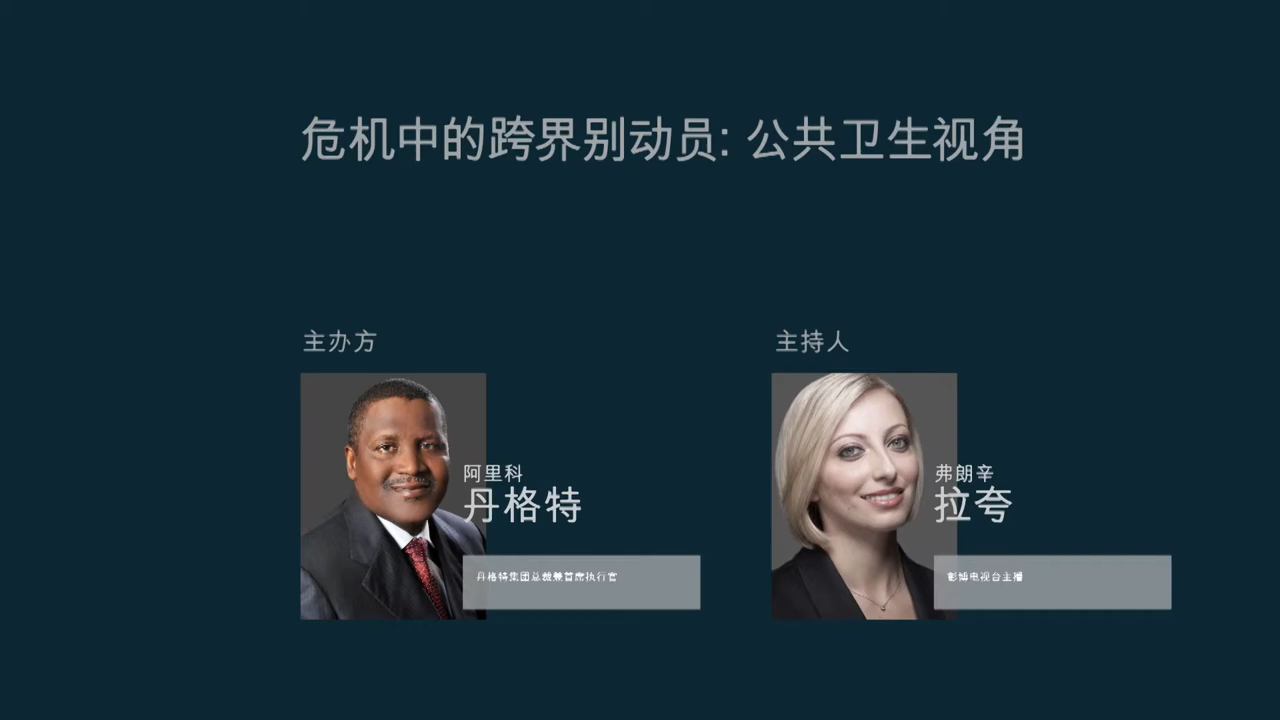 危机中的跨界别动员: 公共卫生视角
主办方
主持人
阿里科
丹格特
丹格特集团总裁兼首席执行官
弗朗辛
拉夸
彭博电视台主播